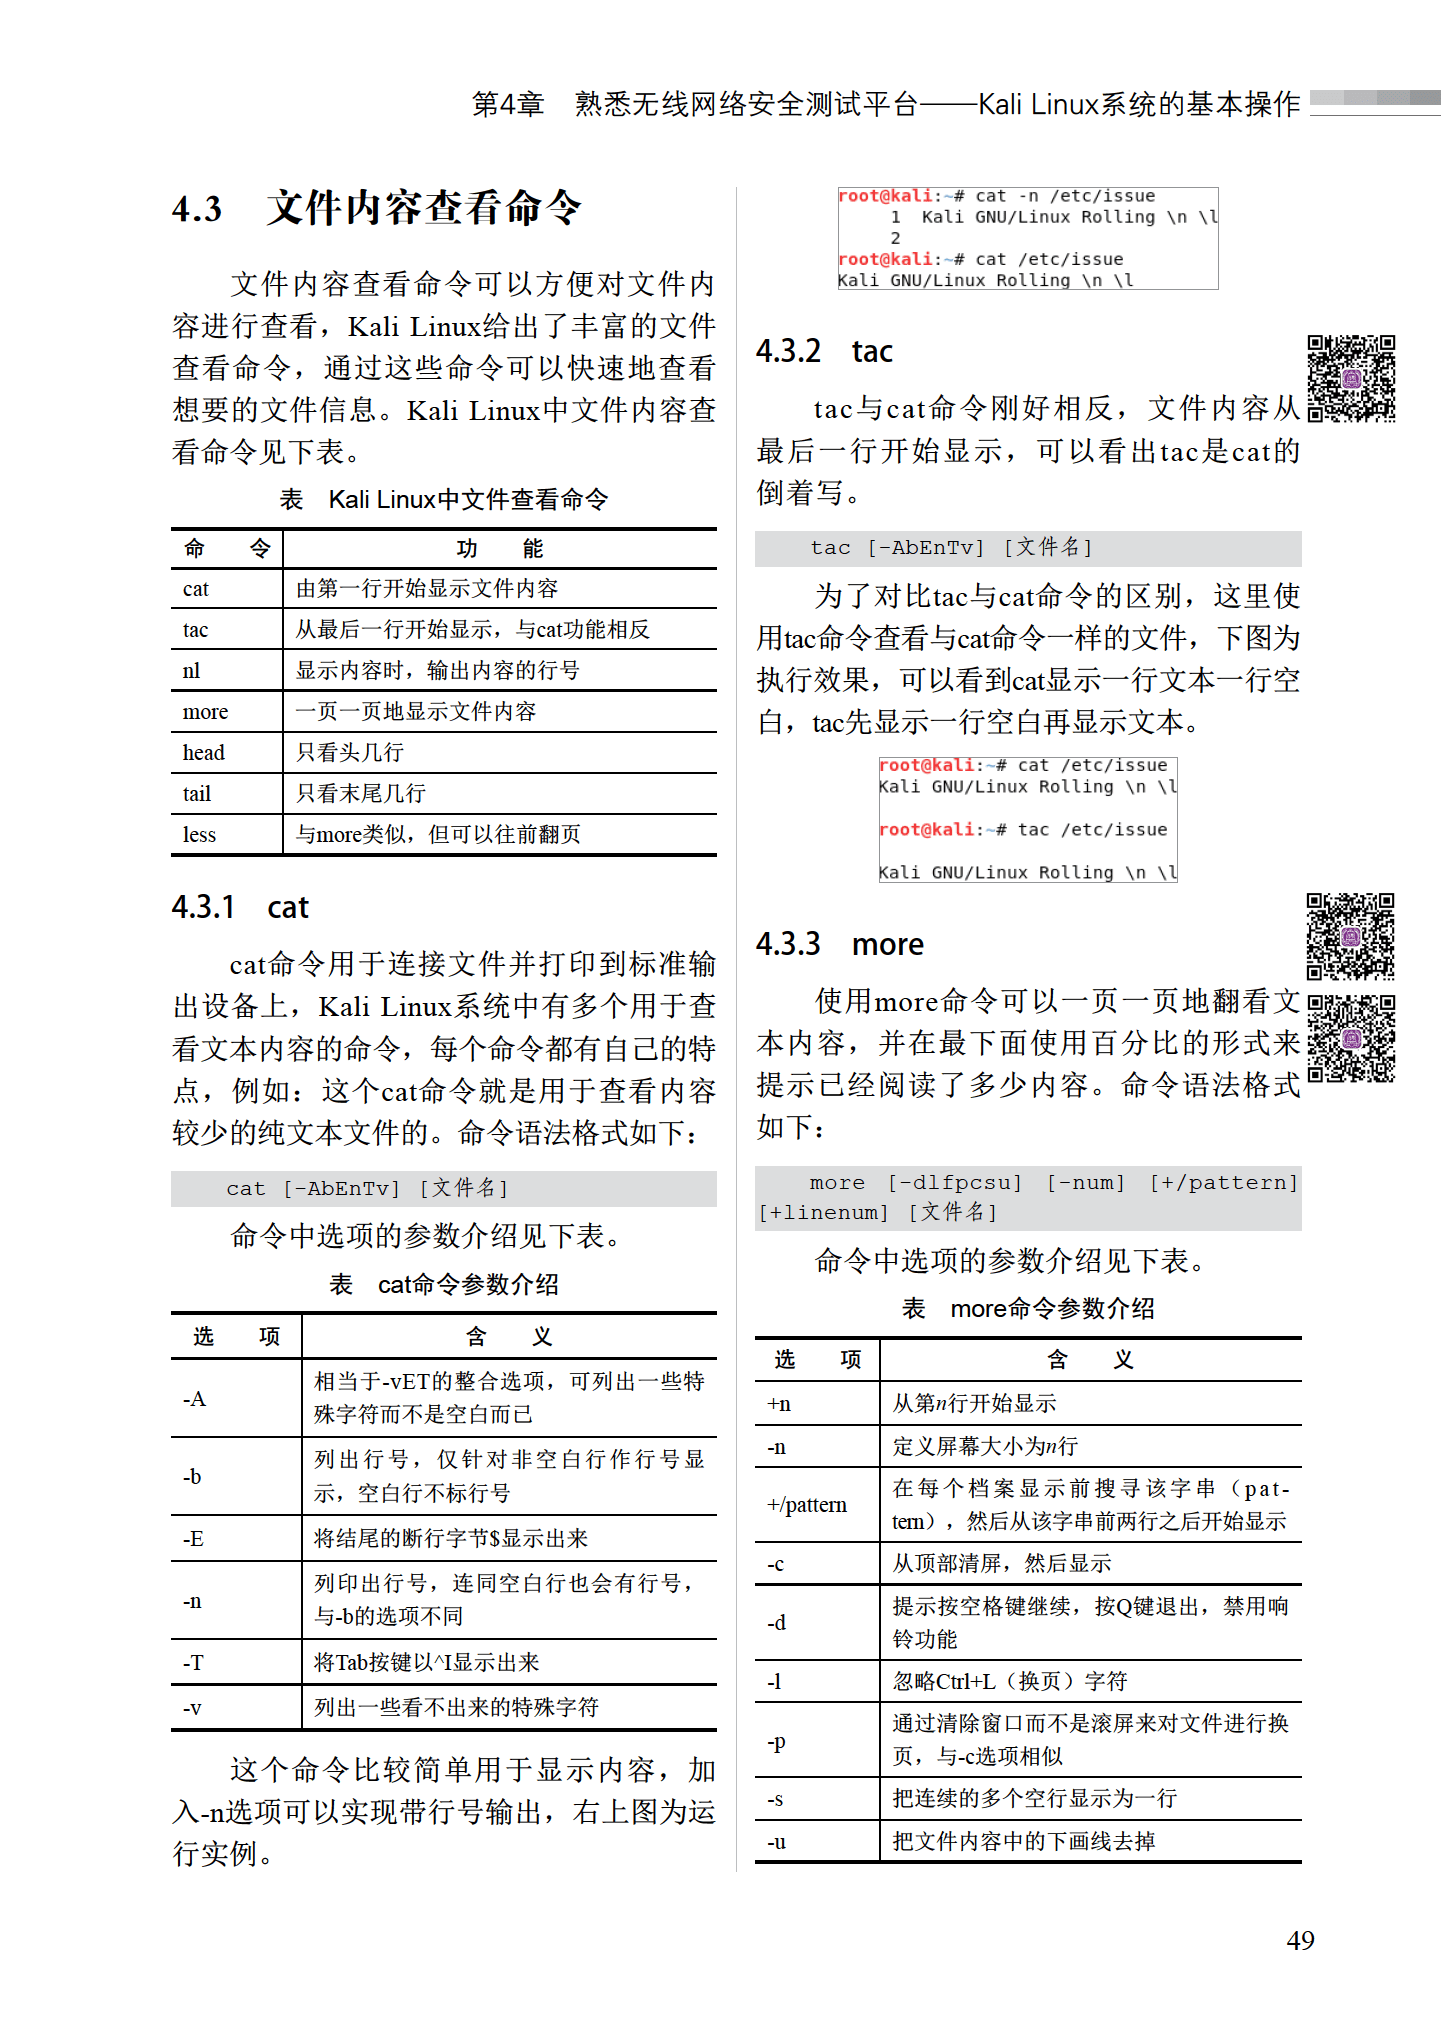 第4章　熟悉无线网络安全测试平台——Kali Linux系统的基本操作
4.3　文件内容查看命令
文件内容查看命令可以方便对文件内
容进行查看，Kali Linux给出了丰富的文件
查看命令，通过这些命令可以快速地查看
想要的文件信息。Kali Linux中文件内容查
看命令见下表。
表　Kali Linux中文件查看命令
命　令　功　能
cat　由第一行开始显示文件内容
tac　从最后一行开始显示，与cat功能相反
nl　显示内容时，输出内容的行号
more　一页一页地显示文件内容
head　只看头几行
tail　只看末尾几行
less　与more类似，但可以往前翻页
4.3.1　cat
cat命令用于连接文件并打印到标准输
出设备上，Kali Linux系统中有多个用于查
看文本内容的命令，每个命令都有自己的特
点，例如：这个cat命令就是用于查看内容
较少的纯文本文件的。命令语法格式如下：
cat [-AbEnTv] [文件名]
命令中选项的参数介绍见下表。
表　cat命令参数介绍
选　项　含　义
-A　相当于-vET的整合选项，可列出一些特
殊字符而不是空白而已
-b　列出行号，仅针对非空白行作行号显
示，空白行不标行号
-E　将结尾的断行字节$显示出来
-n　列印出行号，连同空白行也会有行号，
与-b的选项不同
-T　将Tab按键以^I显示出来
-v　列出一些看不出来的特殊字符
这个命令比较简单用于显示内容，加
入-n选项可以实现带行号输出，右上图为运
行实例。
root@kali:~# cat -n /etc/issue
1 Kali GNU/Linux Rolling \n \l
2
root@kali:~# cat /etc/issue
Kali GNU/Linux Rolling \n \l
4.3.2　tac
tac与cat命令刚好相反，文件内容从
最后一行开始显示，可以看出tac是cat的
倒着写。
tac [-AbEnTv] [文件名]
为了对比tac与cat命令的区别，这里使
用tac命令查看与cat命令一样的文件，下图为
执行效果，可以看到cat显示一行文本一行空
白，tac先显示一行空白再显示文本。
root@kali:~# cat /etc/issue
Kali GNU/Linux Rolling \n \l
root@kali:~# tac /etc/issue
Kali GNU/Linux Rolling \n \l
4.3.3　more
使用more命令可以一页一页地翻看文
本内容，并在最下面使用百分比的形式来
提示已经阅读了多少内容。命令语法格式
如下：
more [-dlfpcsu] [-num] [+/pattern]
[+linenum] [文件名]
命令中选项的参数介绍见下表。
表　more命令参数介绍
选　项　含　义
+n　从第n行开始显示
-n　定义屏幕大小为n行
+/pattern　在每个档案显示前搜寻该字串（pat-
tern），然后从该字串前两行之后开始显示
-c　从顶部清屏，然后显示
-d　提示按空格键继续，按Q键退出，禁用响
铃功能
-l　忽略Ctrl+L（换页）字符
-p　通过清除窗口而不是滚屏来对文件进行换
页，与-c选项相似
-s　把连续的多个空行显示为一行
-u　把文件内容中的下画线去掉
49